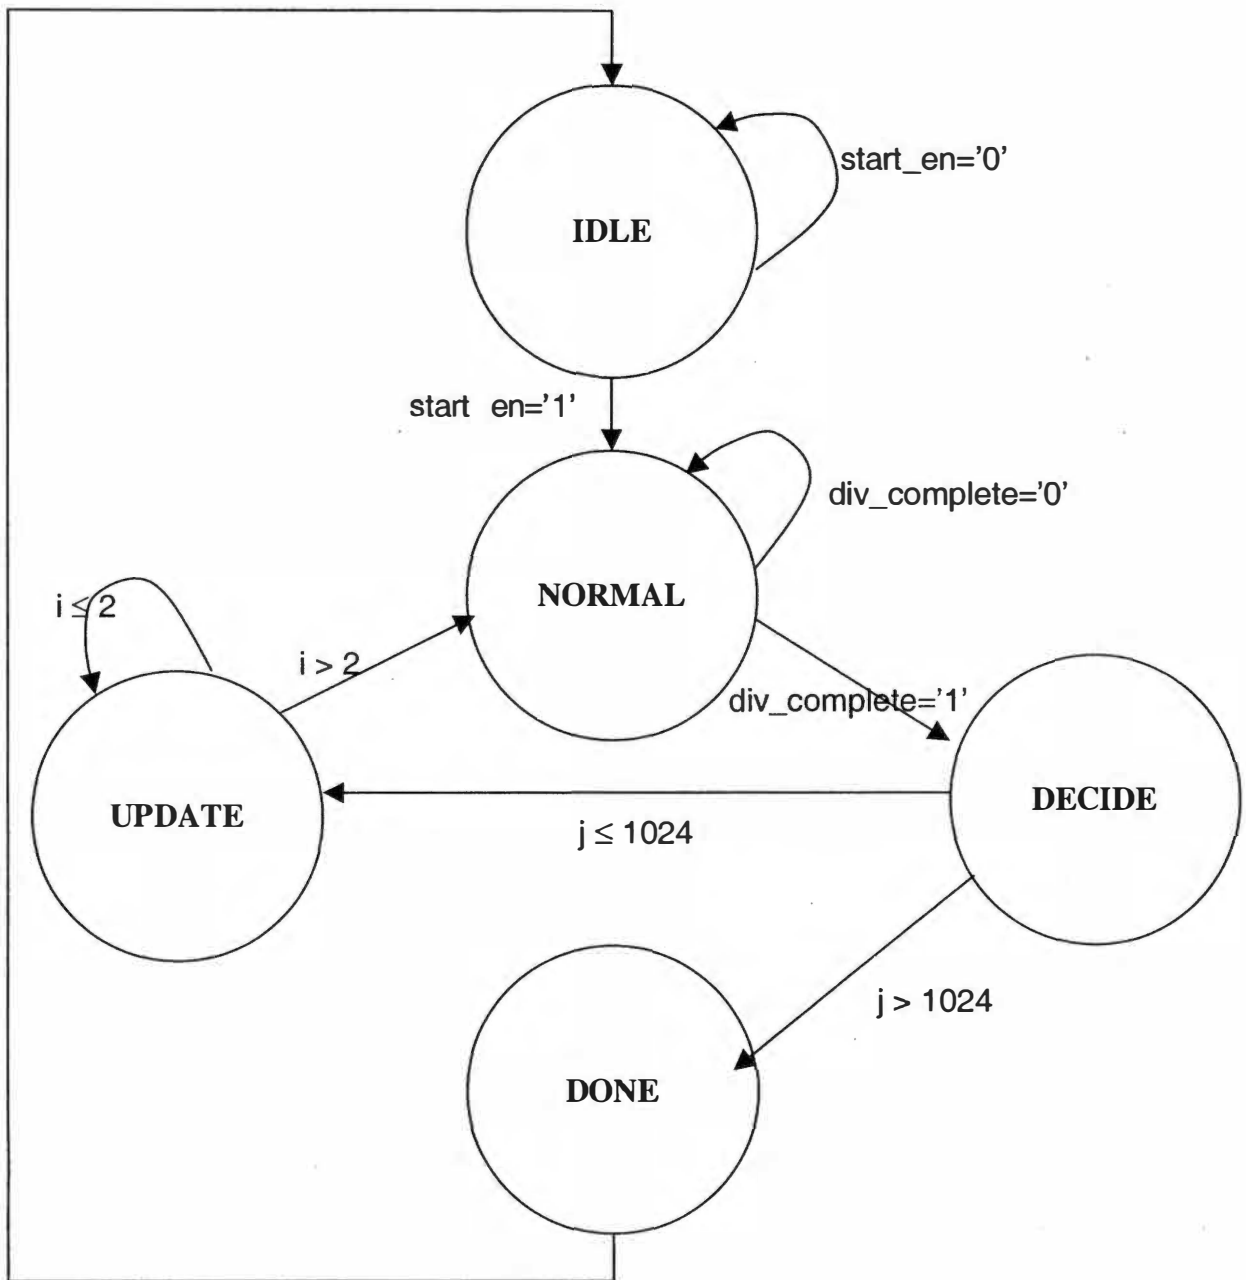 start_en='0'
IDLE
start en='1'
div_complete='0'
NORMAL
i ≤ 2
i > 2
div_complete='1'
DECIDE
UPDATE
j ≤ 1024
j > 1024
DONE